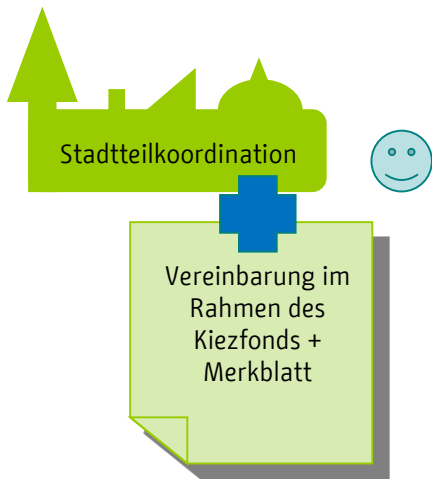 Stadtteilkoordination
Vereinbarung im
Rahmen des
Kiezfonds +
Merkblatt